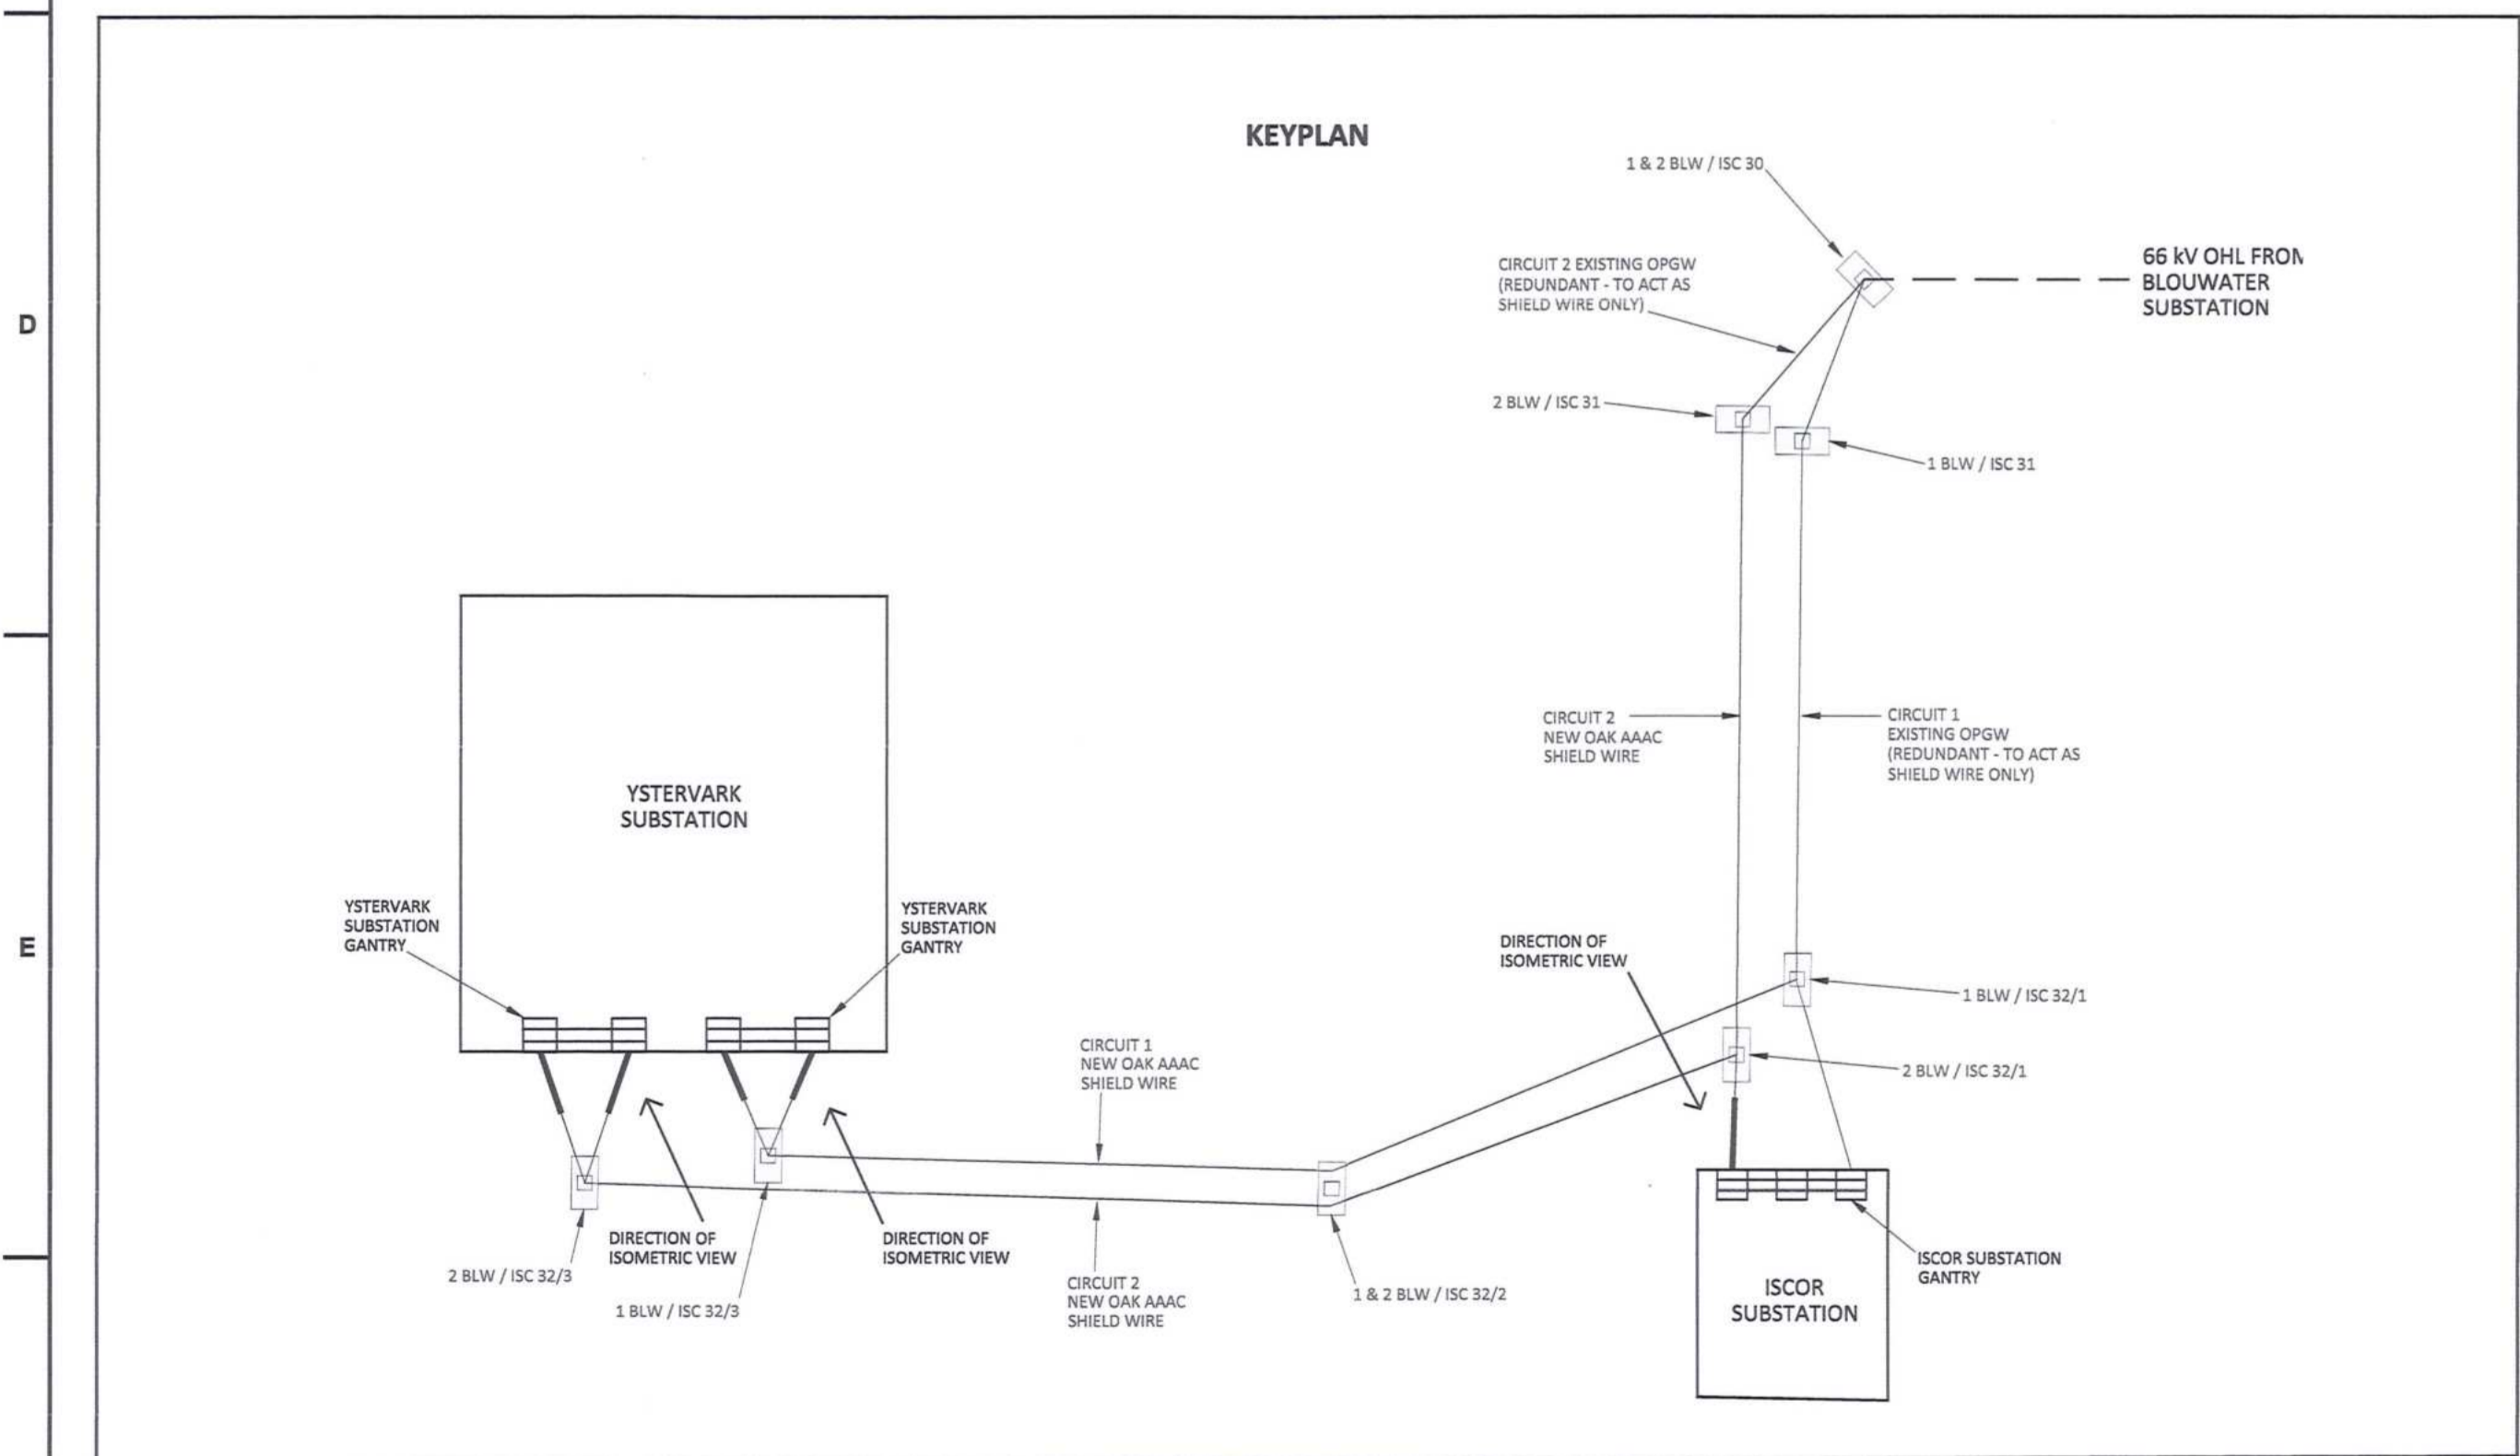 KEYPLAN
1 & 2 BLW / ISC 30
CIRCUIT 2 EXISTING OPGW
(REDUNDANT - TO ACT AS
SHIELD WIRE ONLY)
66 kV OHL FROM
BLOUWATER
SUBSTATION
D
2 BLW / ISC 31
1 BLW / ISC 31
CIRCUIT 2
NEW OAK AAAC
SHIELD WIRE
CIRCUIT 1
EXISTING OPGW
(REDUNDANT - TO ACT AS
SHIELD WIRE ONLY)
YSTERVARK
SUBSTATION
YSTERVARK
SUBSTATION
GANTRY
YSTERVARK
SUBSTATION
GANTRY
E
DIRECTION OF
ISOMETRIC VIEW
1 BLW / ISC 32/1
2 BLW / ISC 32/1
CIRCUIT 1
NEW OAK AAAC
SHIELD WIRE
DIRECTION OF
ISOMETRIC VIEW
DIRECTION OF
ISOMETRIC VIEW
2 BLW / ISC 32/3
1 BLW / ISC 32/3
CIRCUIT 2
NEW OAK AAAC
SHIELD WIRE
1 & 2 BLW / ISC 32/2
ISCOR SUBSTATION
GANTRY
ISCOR
SUBSTATION